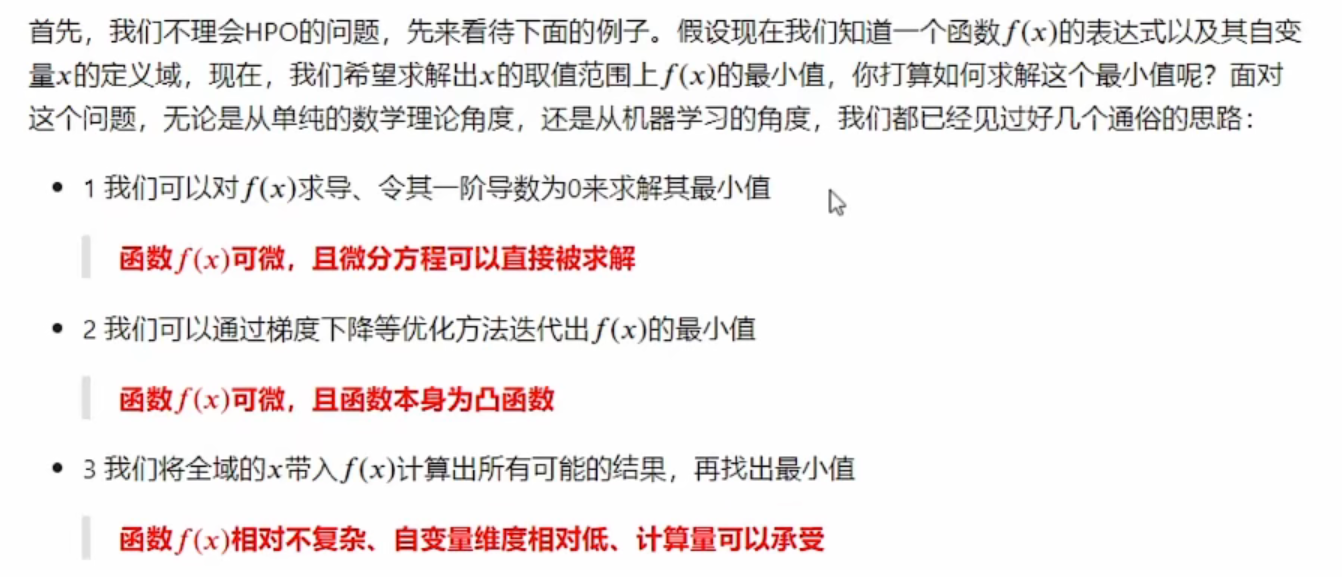 首先，我们不理会HPO的问题，先来看待下面的例子。假设现在我们知道一个函数f(x)的表达式以及其自变
量x的定义域，现在，我们希望求解出x的取值范围上f(x)的最小值，你打算如何求解这个最小值呢？面对
这个问题，无论是从单纯的数学理论角度，还是从机器学习的角度，我们都已经见过好几个通俗的思路：
• 1 我们可以对f(x)求导、令其一阶导数为0来求解其最小值
函数f(x)可微，且微分方程可以直接被求解
• 2 我们可以通过梯度下降等优化方法迭代出f(x)的最小值
函数f(x)可微，且函数本身为凸函数
• 3 我们将全域的x带入f(x)计算出所有可能的结果，再找出最小值
函数f(x)相对不复杂、自变量维度相对低、计算量可以承受